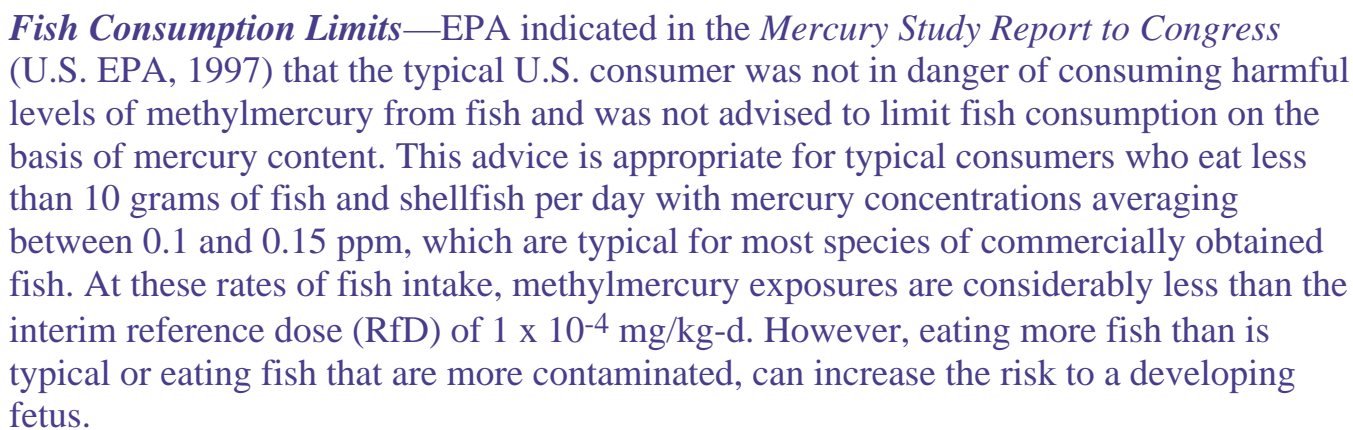 Fish Consumption Limits—EPA indicated in the Mercury Study Report to Congress
(U.S. EPA, 1997) that the typical U.S. consumer was not in danger of consuming harmful
levels of methylmercury from fish and was not advised to limit fish consumption on the
basis of mercury content. This advice is appropriate for typical consumers who eat less
than 10 grams of fish and shellfish per day with mercury concentrations averaging
between 0.1 and 0.15 ppm, which are typical for most species of commercially obtained
fish. At these rates of fish intake, methylmercury exposures are considerably less than the
interim reference dose (RfD) of 1 x 10-4 mg/kg-d. However, eating more fish than is
typical or eating fish that are more contaminated, can increase the risk to a developing
fetus.